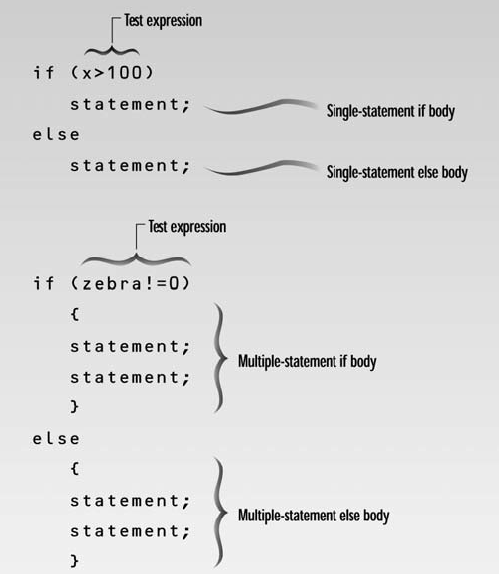 Test expression
if (x>100)
statement; Single-statement if body
else
statement; Single-statement else body
Test expression
if (zebra!=0)
{
statement;
Multiple-statement if body
statement;
}
else
{
statement;
Multiple-statement else body
statement;
}